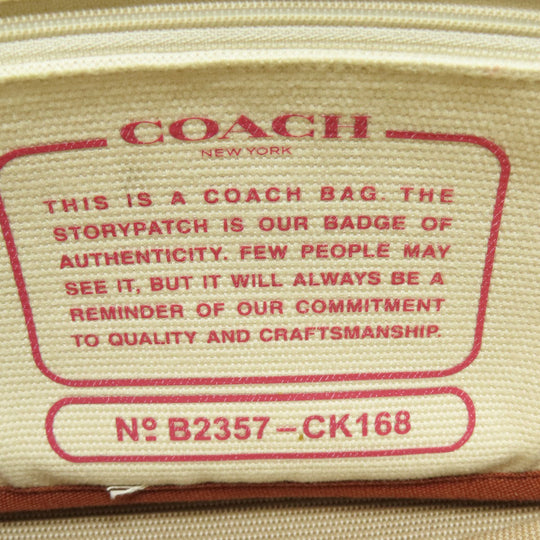 COACH
NEW YORK
THIS IS A COACH BAG. THE
STORYPATCH IS OUR BADGE OF
AUTHENTICITY. FEW PEOPLE MAY
SEE IT, BUT IT WILL ALWAYS BE A
REMINDER OF OUR COMMITMENT
TO QUALITY AND CRAFTSMANSHIP.
Nº B2357-CK168